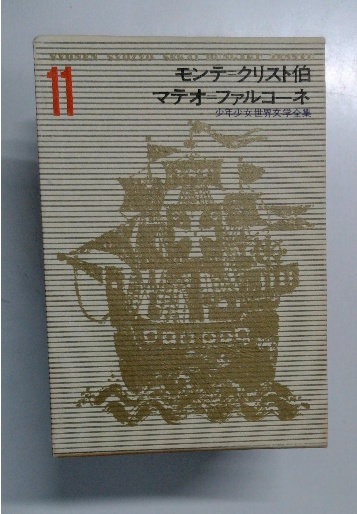 11
モンテ=クリスト伯
マテオ=ファルコーネ
少年少女世界文学全集